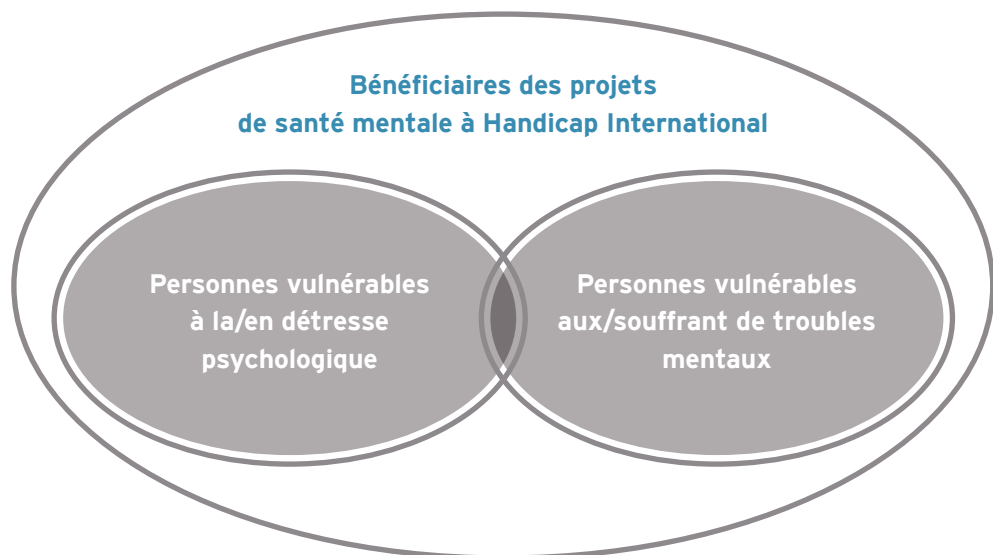 Bénéficiaires des projets
de santé mentale à Handicap International
Personnes vulnérables
à la/en détresse
psychologique
Personnes vulnérables
aux/souffrant de troubles
mentaux